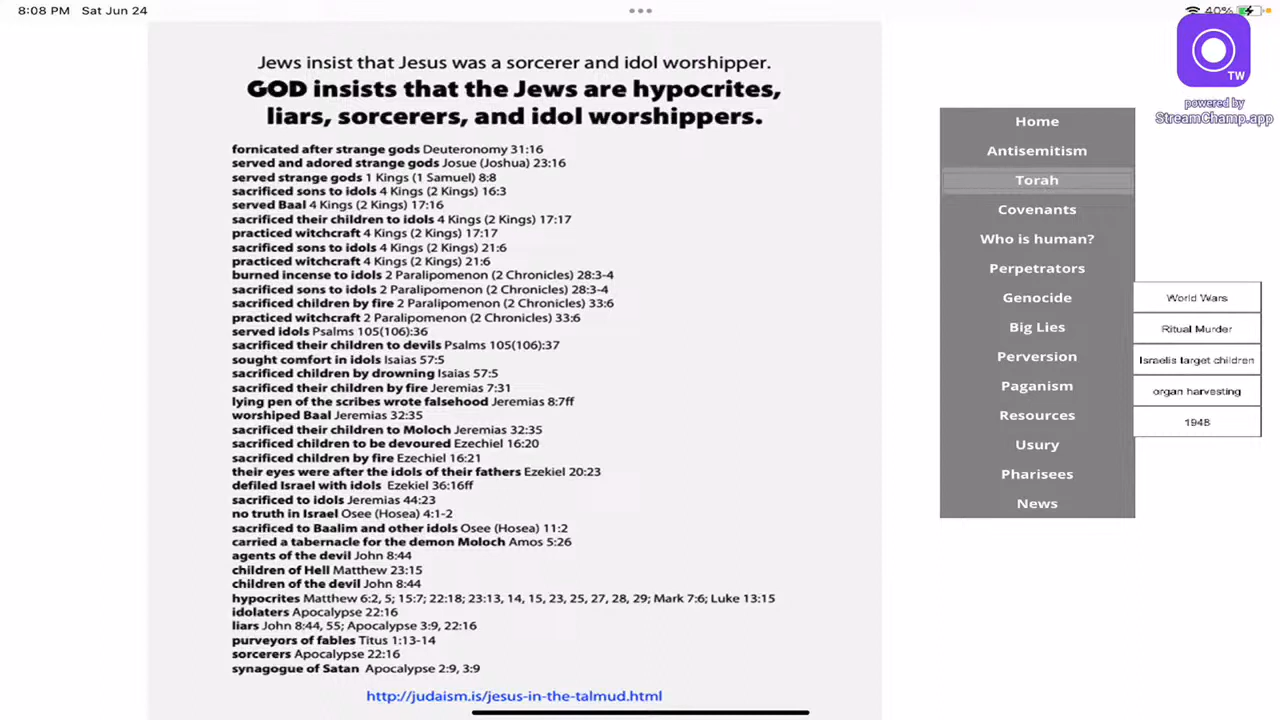 8:08 PM Sat Jun 24
40%
TW
powered by
StreamChamp.app
Jews insist that Jesus was a sorcerer and idol worshipper.
GOD insists that the Jews are hypocrites,
liars, sorcerers, and idol worshippers.
fornicated after strange gods Deuteronomy 31:16
served and adored strange gods Josue (Joshua) 23:16
served strange gods 1 Kings (1 Samuel) 8:8
sacrificed sons to idols 4 Kings (2 Kings) 16:3
served Baal 4 Kings (2 Kings) 17:16
sacrificed their children to idols 4 Kings (2 Kings) 17:17
practiced witchcraft 4 Kings (2 Kings) 17:17
sacrificed sons to idols 4 Kings (2 Kings) 21:6
practiced witchcraft 4 Kings (2 Kings) 21:6
burned incense to idols 2 Paralipomenon (2 Chronicles) 28:3-4
sacrificed sons to idols 2 Paralipomenon (2 Chronicles) 28:3-4
sacrificed children by fire 2 Paralipomenon (2 Chronicles) 33:6
practiced witchcraft 2 Paralipomenon (2 Chronicles) 33:6
served idols Psalms 105(106):36
sacrificed their children to devils Psalms 105(106):37
sought comfort in idols Isaias 57:5
sacrificed children by drowning Isaias 57:5
sacrificed their children by fire Jeremias 7:31
lying pen of the scribes wrote falsehood Jeremias 8:7ff
worshiped Baal Jeremias 32:35
sacrificed their children to Moloch Jeremias 32:35
sacrificed children to be devoured Ezechiel 16:20
sacrificed children by fire Ezechiel 16:21
their eyes were after the idols of their fathers Ezekiel 20:23
defiled Israel with idols Ezekiel 36:16ff
sacrificed to idols Jeremias 44:23
no truth in Israel Osee (Hosea) 4:1-2
sacrificed to Baalim and other idols Osee (Hosea) 11:2
carried a tabernacle for the demon Moloch Amos 5:26
agents of the devil John 8:44
children of Hell Matthew 23:15
children of the devil John 8:44
hypocrites Matthew 6:2, 5; 15:7; 22:18; 23:13, 14, 15, 23, 25, 27, 28, 29; Mark 7:6; Luke 13:15
idolaters Apocalypse 22:16
liars John 8:44, 55; Apocalypse 3:9, 22:16
purveyors of fables Titus 1:13-14
sorcerers Apocalypse 22:16
synagogue of Satan Apocalypse 2:9, 3:9
http://judaism.is/jesus-in-the-talmud.html
Home
Antisemitism
Torah
Covenants
Who is human?
Perpetrators
Genocide
Big Lies
Perversion
Paganism
Resources
Usury
Pharisees
News
World Wars
Ritual Murder
Israelis target children
organ harvesting
1948